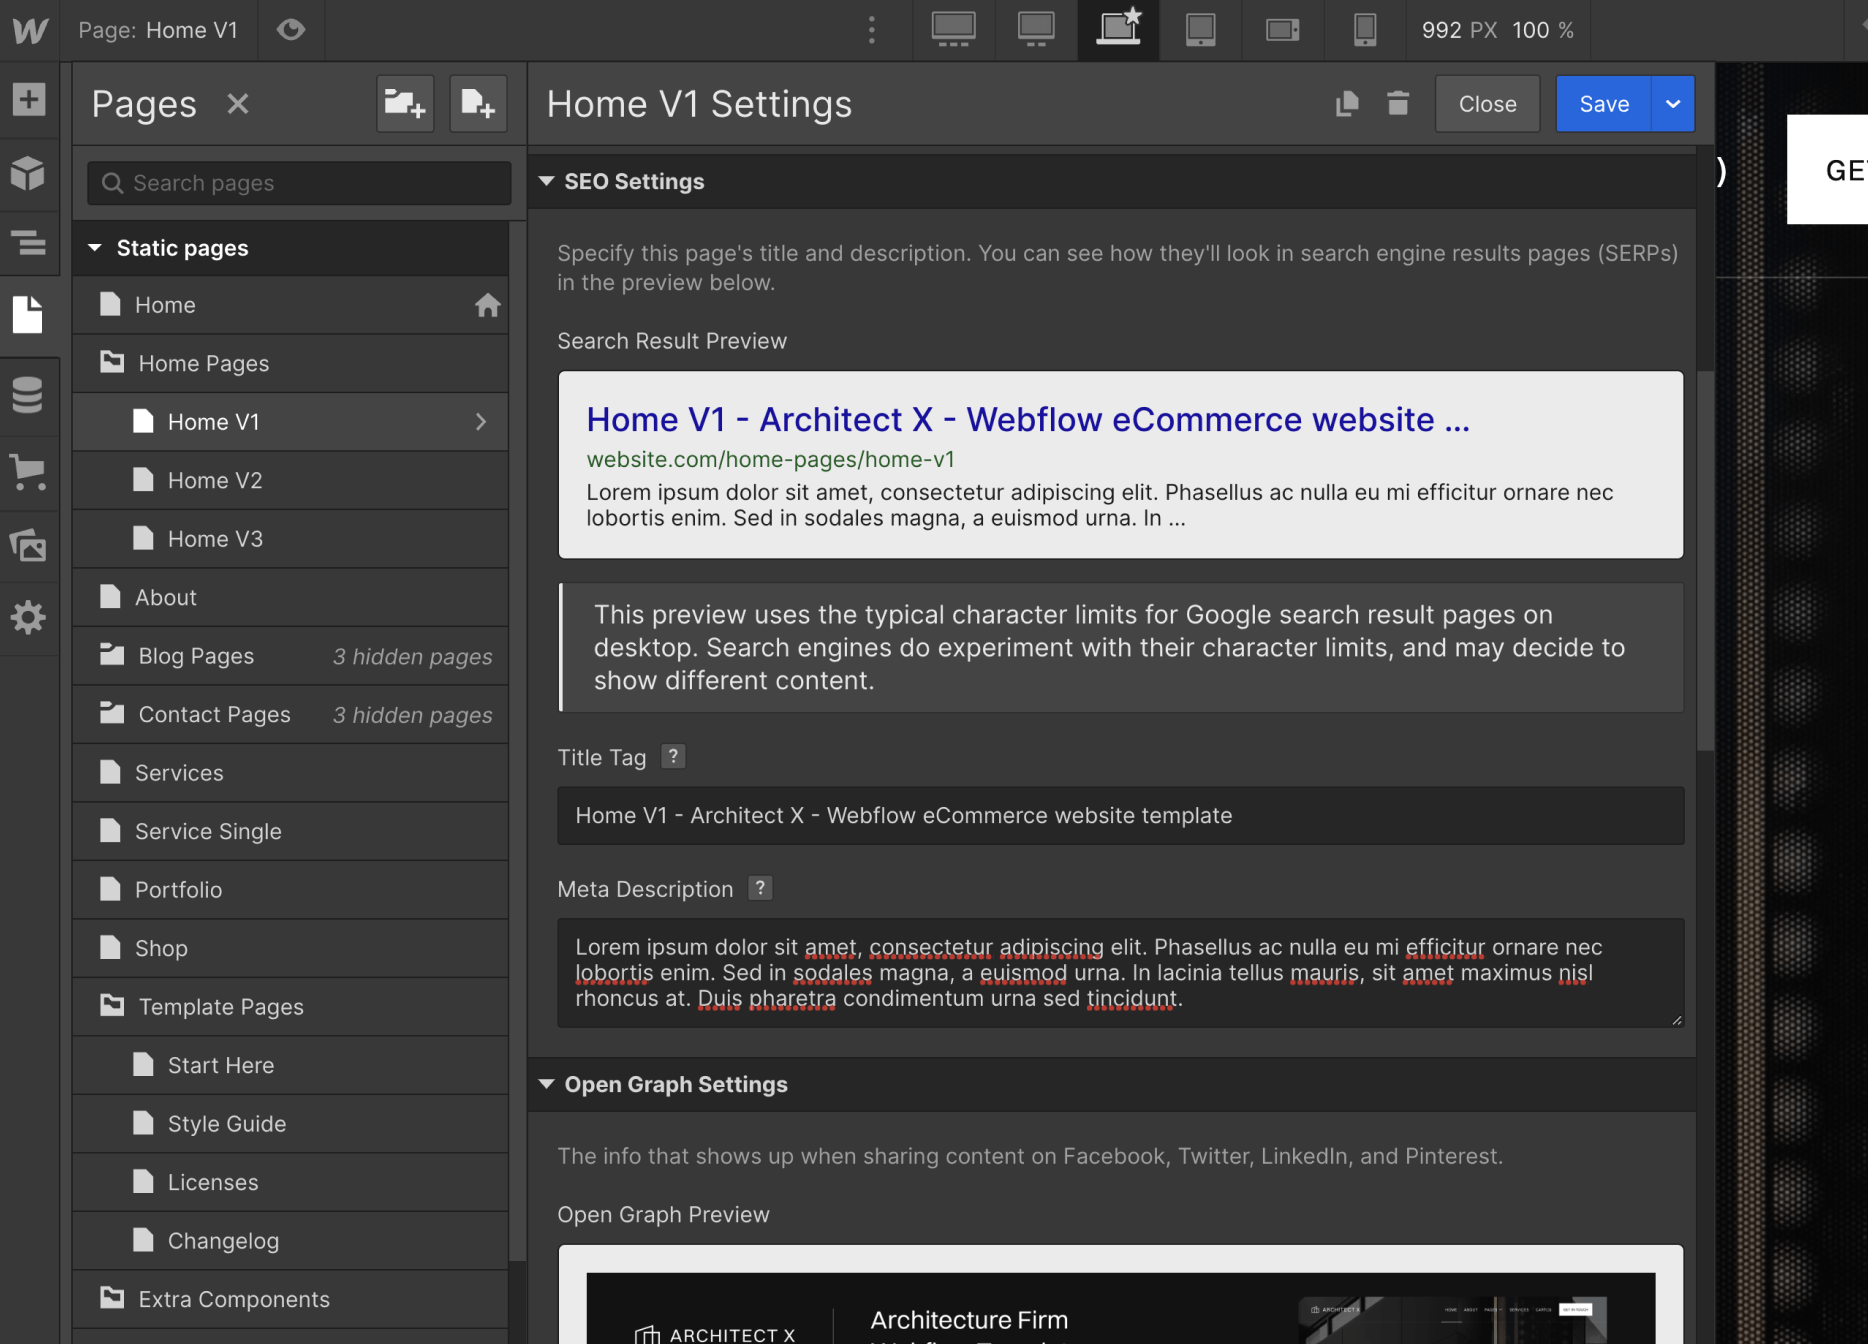 Page: Home V1
992 PX 100 %
Pages
Home V1 Settings
Close
Save
Search pages
SEO Settings
)
GE
Static pages
Specify this page's title and description. You can see how they'll look in search engine results pages (SERPs)
in the preview below.
Home
Search Result Preview
Home Pages
Home V1
Home V1 - Architect X - Webflow eCommerce website ...
website.com/home-pages/home-v1
Home V2
Lorem ipsum dolor sit amet, consectetur adipiscing elit. Phasellus ac nulla eu mi efficitur ornare nec
lobortis enim. Sed in sodales magna, a euismod urna. In ...
Home V3
About
This preview uses the typical character limits for Google search result pages on
desktop. Search engines do experiment with their character limits, and may decide to
show different content.
Blog Pages 3 hidden pages
Contact Pages 3 hidden pages
Title Tag ?
Services
Home V1 - Architect X - Webflow eCommerce website template
Service Single
Meta Description ?
Portfolio
Lorem ipsum dolor sit amet, consectetur adipiscing elit. Phasellus ac nulla eu mi efficitur ornare nec
lobortis enim. Sed in sodales magna, a euismod urna. In lacinia tellus mauris, sit amet maximus nisl
rhoncus at. Duis pharetra condimentum urna sed tincidunt.
Shop
Template Pages
Start Here
Open Graph Settings
Style Guide
The info that shows up when sharing content on Facebook, Twitter, LinkedIn, and Pinterest.
Licenses
Open Graph Preview
Changelog
Extra Components
ARCHITECT X
Architecture Firm
ARCHITECT X
HOME ABOUT PAGES SERVICES CART(0) GET IN TOUCH